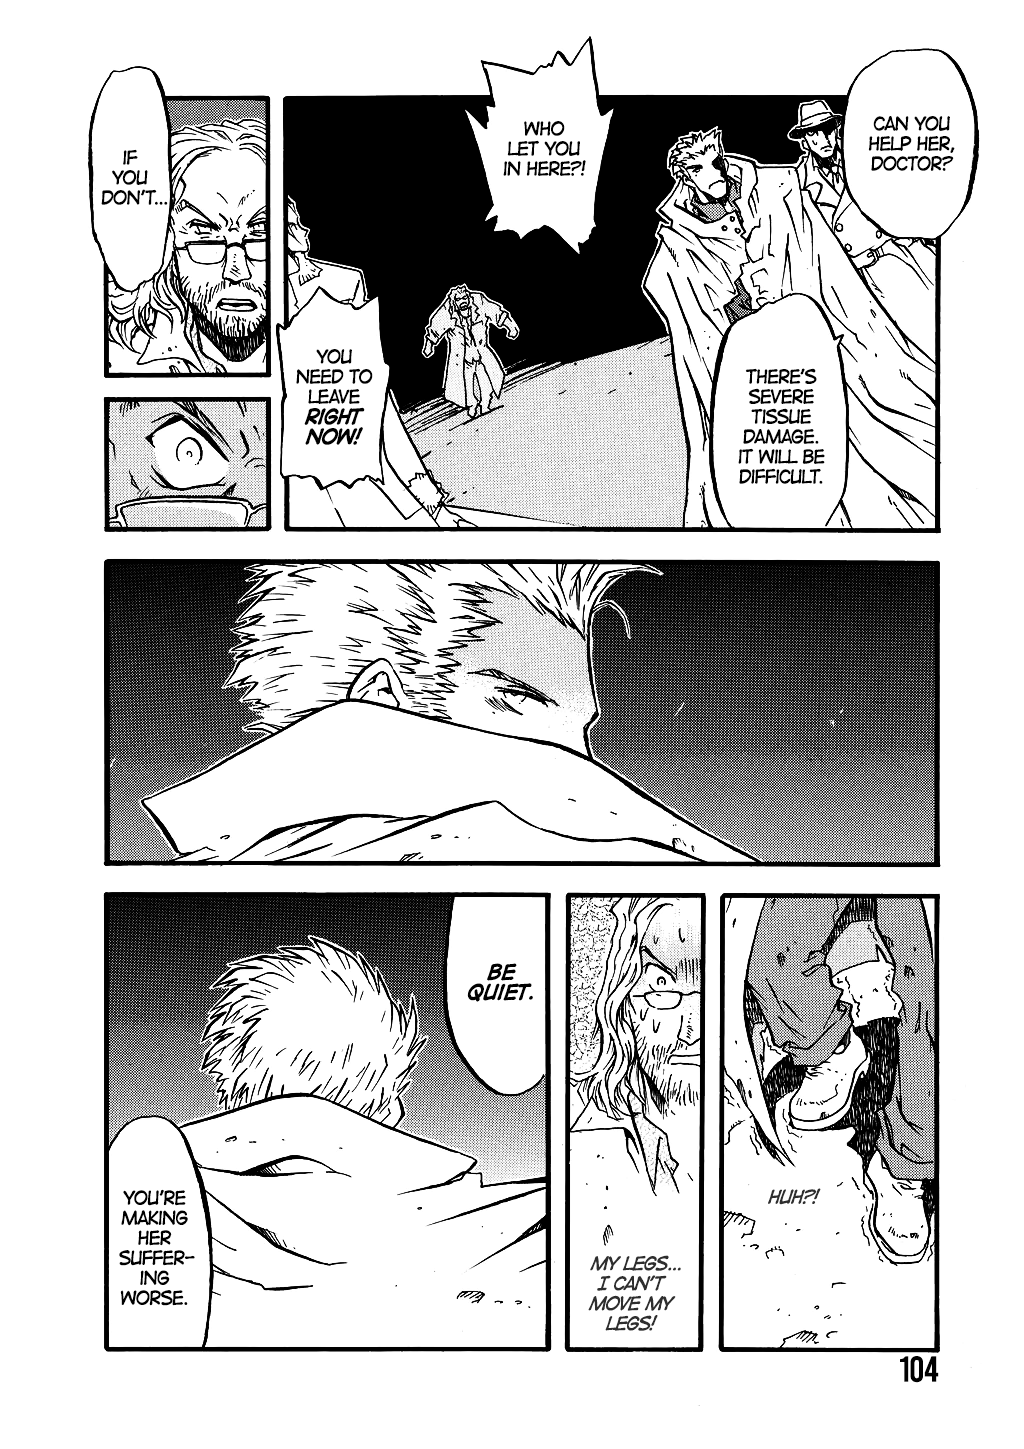 CAN YOU
HELP HER,
DOCTOR?
THERE'S
SEVERE
TISSUE
DAMAGE.
IT WILL BE
DIFFICULT.
WHO
LET YOU
IN HERE?!
YOU
NEED TO
LEAVE
RIGHT
NOW!
IF
YOU
DON'T...
HUH?!
MY LEGS...
I CAN'T
MOVE MY
LEGS!
BE
QUIET.
YOU'RE
MAKING
HER
SUFFER-
ING
WORSE.
104